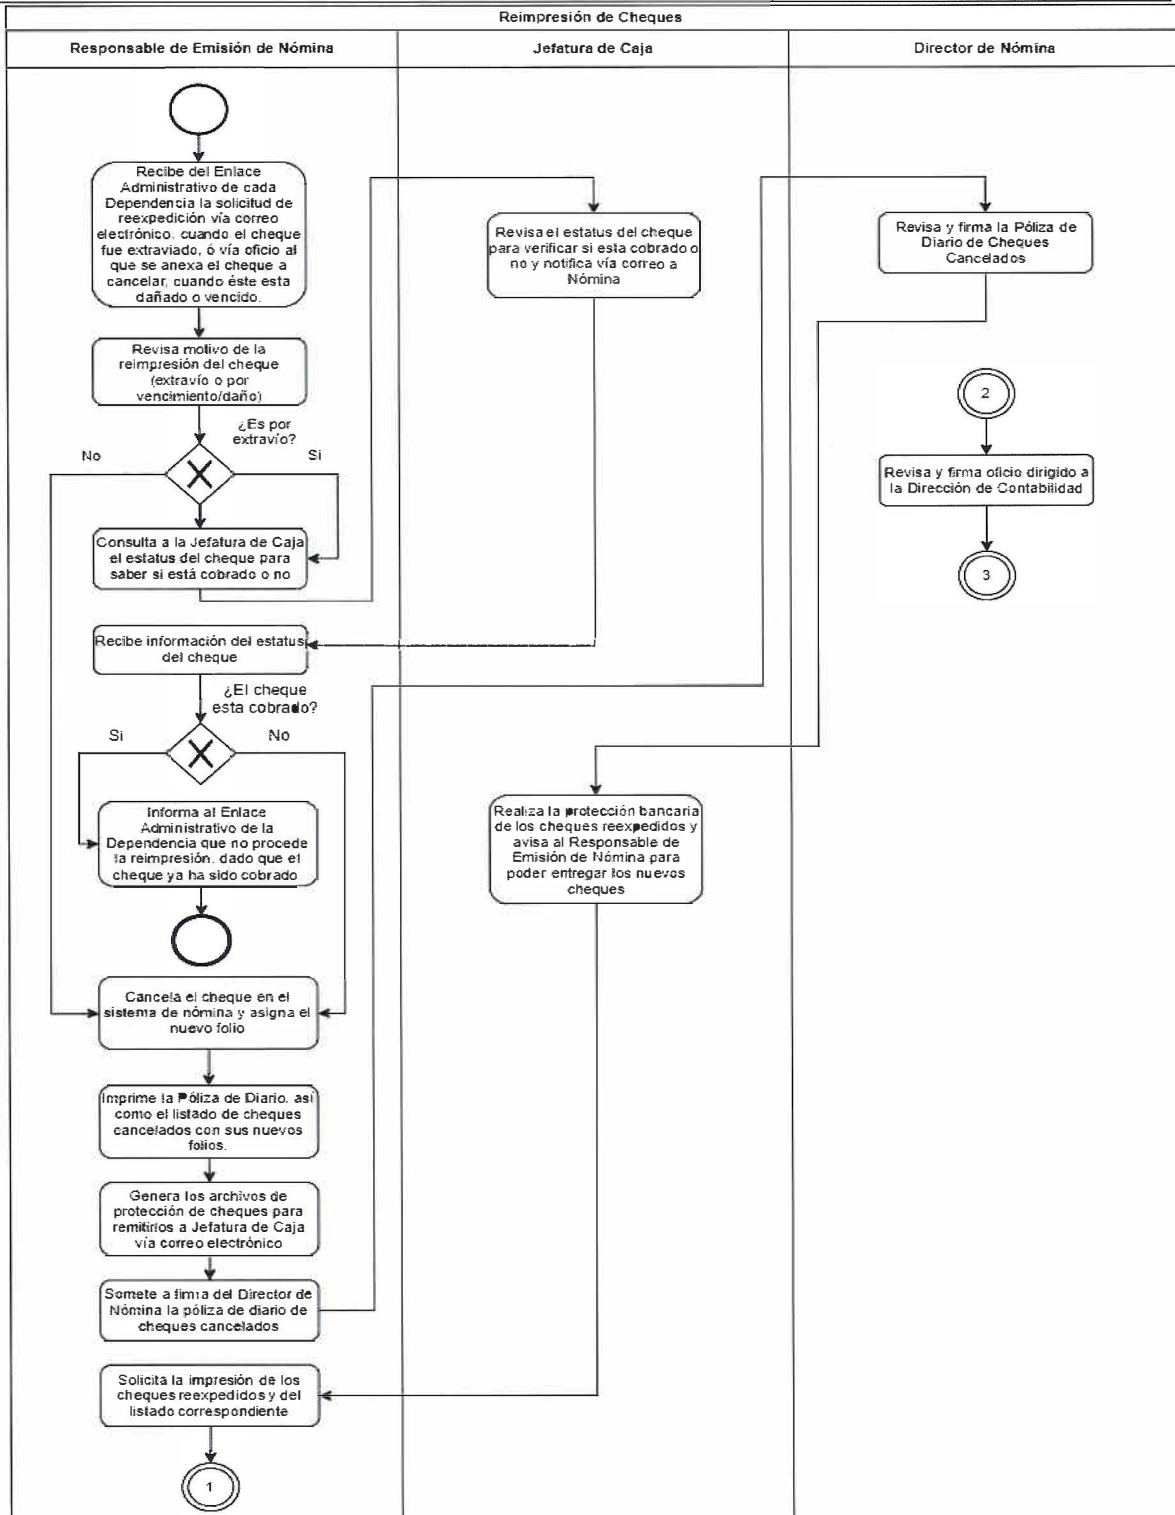 Reimpresión de Cheques
Responsable de Emisión de Nómina
Jefatura de Caja
Director de Nómina
Recibe del Enlace
Administrativo de cada
Dependencia la solicitud de
reexpedición vía correo
electrónico. cuando el cheque
fue extraviado, ó vía oficio al
que se anexa el cheque a
cancelar, cuando éste esta
dañado o vencido.
Revisa motivo de la
reimpresión del cheque
(extravío o por
vencimiento/daño)
¿Es por
extravío?
No
Si
Consulta a la Jefatura de Caja
el estatus del cheque para
saber si está cobrado o no
Revisa el estatus del cheque
para verificar si esta cobrado o
no y notifica vía correo a
Nómina
Recibe información del estatus
del cheque
¿El cheque
esta cobrado?
Si
No
Informa al Enlace
Administrativo de la
Dependencia que no procede
la reimpresión. dado que el
cheque ya ha sido cobrado
Cancela el cheque en el
sistema de nómina y asigna el
nuevo folio
Imprime la Póliza de Diario. así
como el listado de cheques
cancelados con sus nuevos
folios.
Genera los archivos de
protección de cheques para
remitirlos a Jefatura de Caja
vía correo electrónico
Somete a firma del Director de
Nómina la póliza de diario de
cheques cancelados
Revisa y firma la Póliza de
Diario de Cheques
Cancelados
Realiza la protección bancaria
de los cheques reexpedidos y
avisa al Responsable de
Emisión de Nómina para
poder entregar los nuevos
cheques
Solicita la impresión de los
cheques reexpedidos y del
listado correspondiente
1
2
Revisa y firma oficio dirigido a
la Dirección de Contabilidad
3